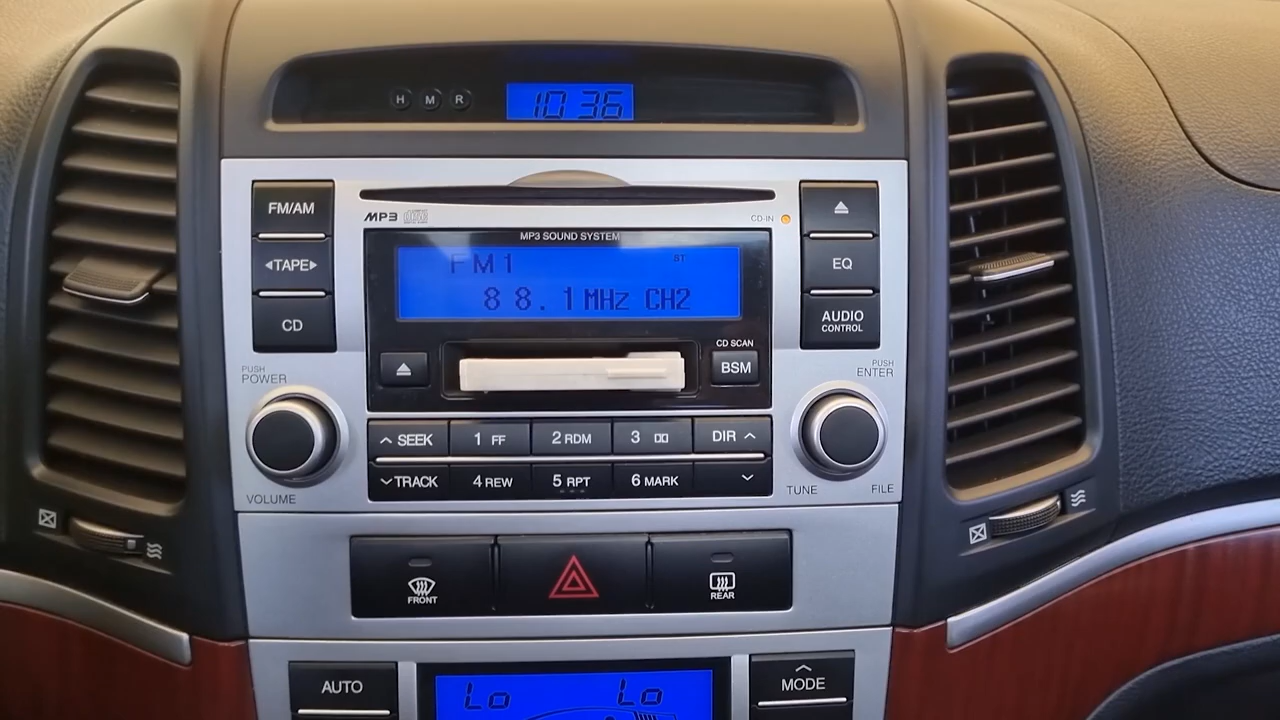 H M R
10:36
FM/AM
MP3
CD-IN
MP3 SOUND SYSTEM
TAPE
FM1 ST
EQ
88.1MHz CH2
CD
AUDIO
CONTROL
CD SCAN
BSM
PUSH
POWER
PUSH
ENTER
SEEK 1 FF 2 RDM 3 DIR
TRACK 4 REW 5 RPT 6 MARK
VOLUME
TUNE FILE
FRONT
REAR
AUTO
Lo Lo
MODE